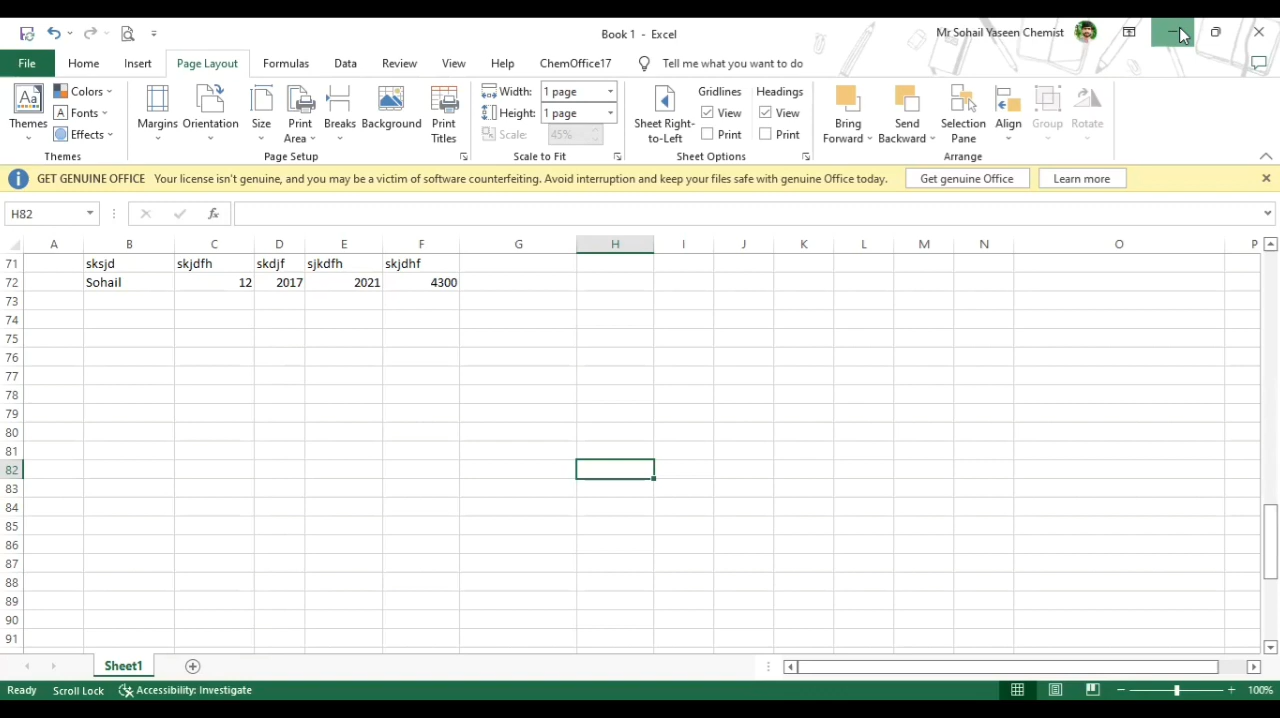 Book 1 - Excel
Mr Sohail Yaseen Chemist
File Home Insert Page Layout Formulas Data Review View Help ChemOffice17 Tell me what you want to do
Themes
Colors
Fonts
Effects
Themes
Margins Orientation Size Print Area Breaks Background Print Titles
Page Setup
Width: 1 page
Height: 1 page
Scale: 45%
Scale to Fit
Sheet Right-to-Left
Gridlines
View
Print
Headings
View
Print
Sheet Options
Bring Forward Send Backward Selection Pane Align Group Rotate
Arrange
GET GENUINE OFFICE Your license isn't genuine, and you may be a victim of software counterfeiting. Avoid interruption and keep your files safe with genuine Office today. Get genuine Office Learn more
H82 fx
A B C D E F G H I J K L M N O P
71 sksjd skjdfh skdjf sjkdfh skjdhf
72 Sohail 12 2017 2021 4300
73
74
75
76
77
78
79
80
81
82
83
84
85
86
87
88
89
90
91
Sheet1
Ready Scroll Lock Accessibility: Investigate 100%